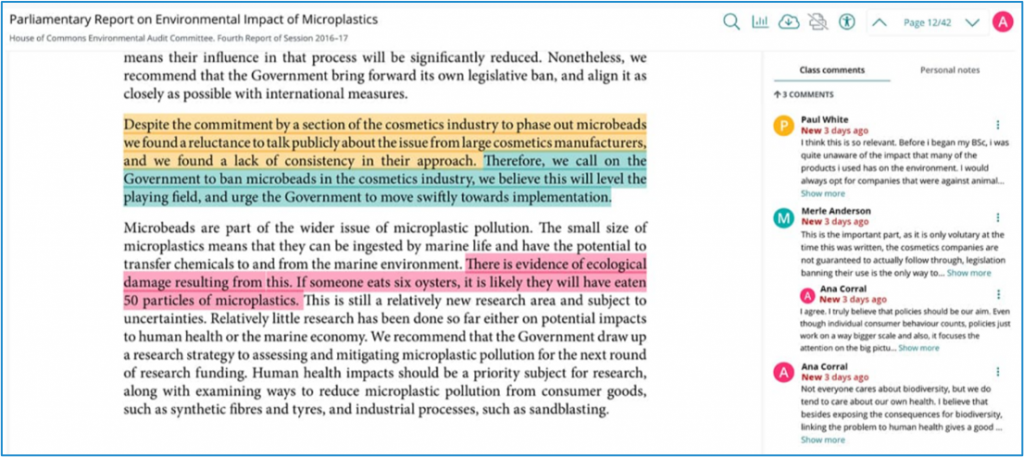 Parliamentary Report on Environmental Impact of Microplastics
House of Commons Environmental Audit Committee. Fourth Report of Session 2016–17
Page 12/42
A
means their influence in that process will be significantly reduced. Nonetheless, we
recommend that the Government bring forward its own legislative ban, and align it as
closely as possible with international measures.
Despite the commitment by a section of the cosmetics industry to phase out microbeads
we found a reluctance to talk publicly about the issue from large cosmetics manufacturers,
and we found a lack of consistency in their approach. Therefore, we call on the
Government to ban microbeads in the cosmetics industry, we believe this will level the
playing field, and urge the Government to move swiftly towards implementation.
Microbeads are part of the wider issue of microplastic pollution. The small size of
microplastics means that they can be ingested by marine life and have the potential to
transfer chemicals to and from the marine environment. There is evidence of ecological
damage resulting from this. If someone eats six oysters, it is likely they will have eaten
50 particles of microplastics. This is still a relatively new research area and subject to
uncertainties. Relatively little research has been done so far either on potential impacts
to human health or the marine economy. We recommend that the Government draw up
a research strategy to assessing and mitigating microplastic pollution for the next round
of research funding. Human health impacts should be a priority subject for research,
along with examining ways to reduce microplastic pollution from consumer goods,
such as synthetic fibres and tyres, and industrial processes, such as sandblasting.
Class comments
Personal notes
3 COMMENTS
P
Paul White
New 3 days ago
I think this is so relevant. Before i began my BSc, i was
quite unaware of the impact that many of the
products i used has on the environment. I would
always opt for companies that were against animal...
Show more
M
Merle Anderson
New 3 days ago
This is the important part, as it is only volutary at the
time this was written, the cosmetics companies are
not guaranteed to actually follow through, legislation
banning their use is the only way to... Show more
A
Ana Corral
New 3 days ago
I agree. I truly believe that policies should be our aim. Even
though individual consumer behaviour counts, policies just
work on a way bigger scale and also, it focuses the
attention on the big pictu... Show more
A
Ana Corral
New 3 days ago
Not everyone cares about biodiversity, but we do
tend to care about our own health. I believe that
besides exposing the consequences for biodiversity,
linking the problem to human health gives a good ...
Show more